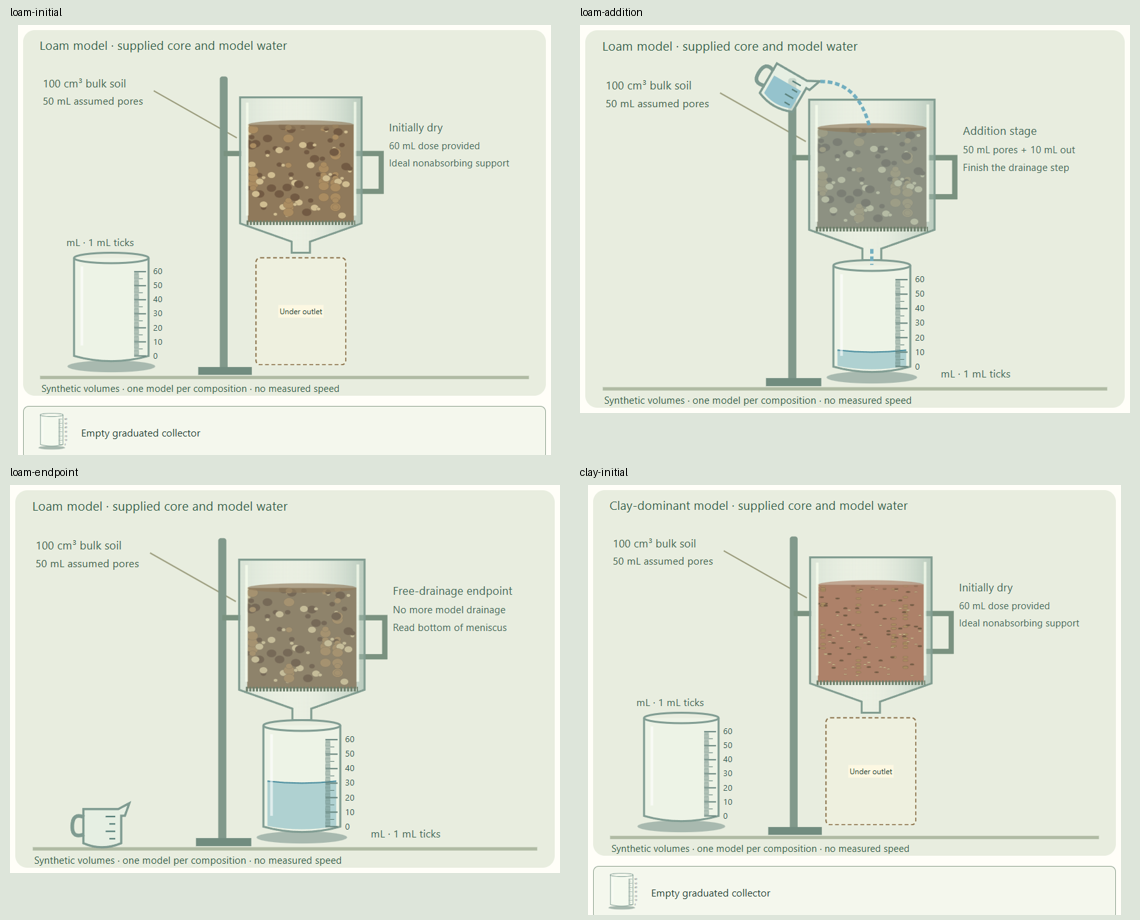 loam-initial
Loam model · supplied core and model water
100 cm³ bulk soil
50 mL assumed pores
Initially dry
60 mL dose provided
Ideal nonabsorbing support
mL · 1 mL ticks
60
50
40
30
20
10
0
Under outlet
Synthetic volumes · one model per composition · no measured speed
Empty graduated collector
loam-addition
Loam model · supplied core and model water
100 cm³ bulk soil
50 mL assumed pores
Addition stage
50 mL pores + 10 mL out
Finish the drainage step
60
50
40
30
20
10
0
mL · 1 mL ticks
Synthetic volumes · one model per composition · no measured speed
loam-endpoint
Loam model · supplied core and model water
100 cm³ bulk soil
50 mL assumed pores
Free-drainage endpoint
No more model drainage
Read bottom of meniscus
60
50
40
30
20
10
0
mL · 1 mL ticks
Synthetic volumes · one model per composition · no measured speed
clay-initial
Clay-dominant model · supplied core and model water
100 cm³ bulk soil
50 mL assumed pores
Initially dry
60 mL dose provided
Ideal nonabsorbing support
mL · 1 mL ticks
60
50
40
30
20
10
0
Under outlet
Synthetic volumes · one model per composition · no measured speed
Empty graduated collector